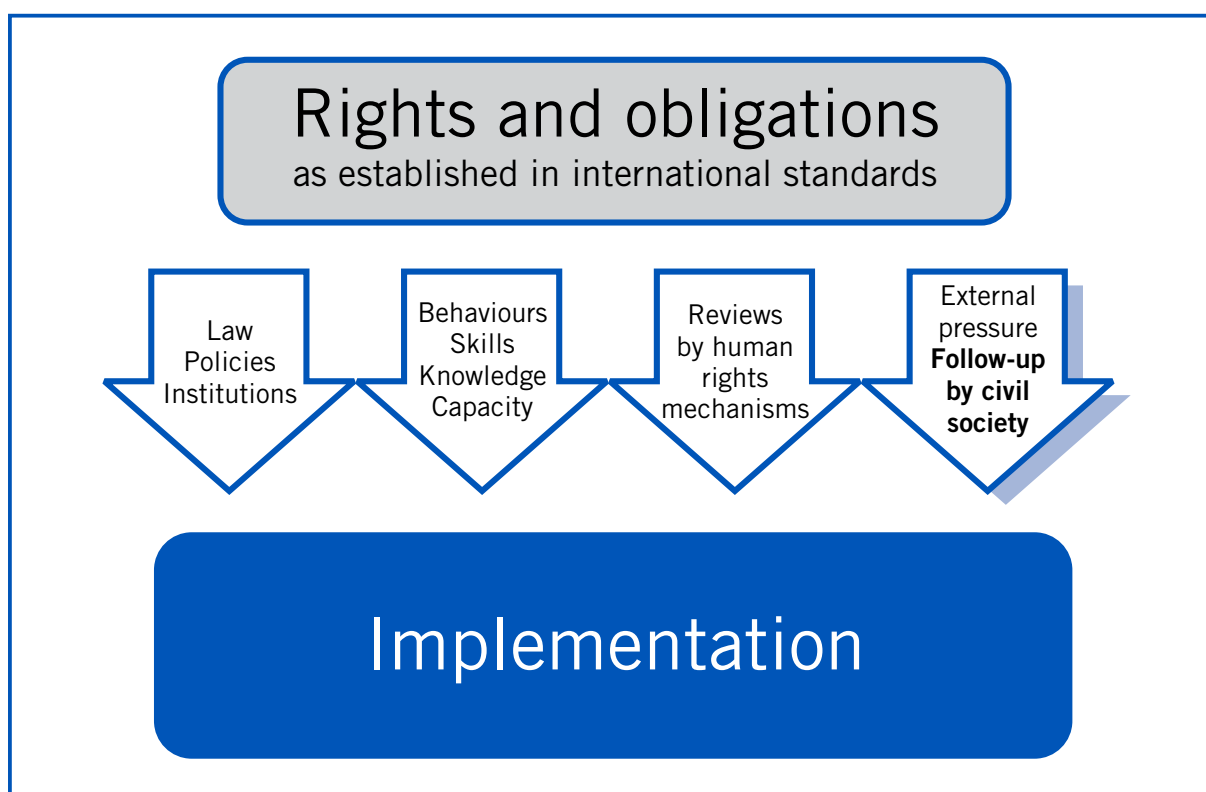 Rights and obligations
as established in international standards
Law
Policies
Institutions
Behaviours
Skills
Knowledge
Capacity
Reviews
by human
rights
mechanisms
External
pressure
Follow-up
by civil
society
Implementation